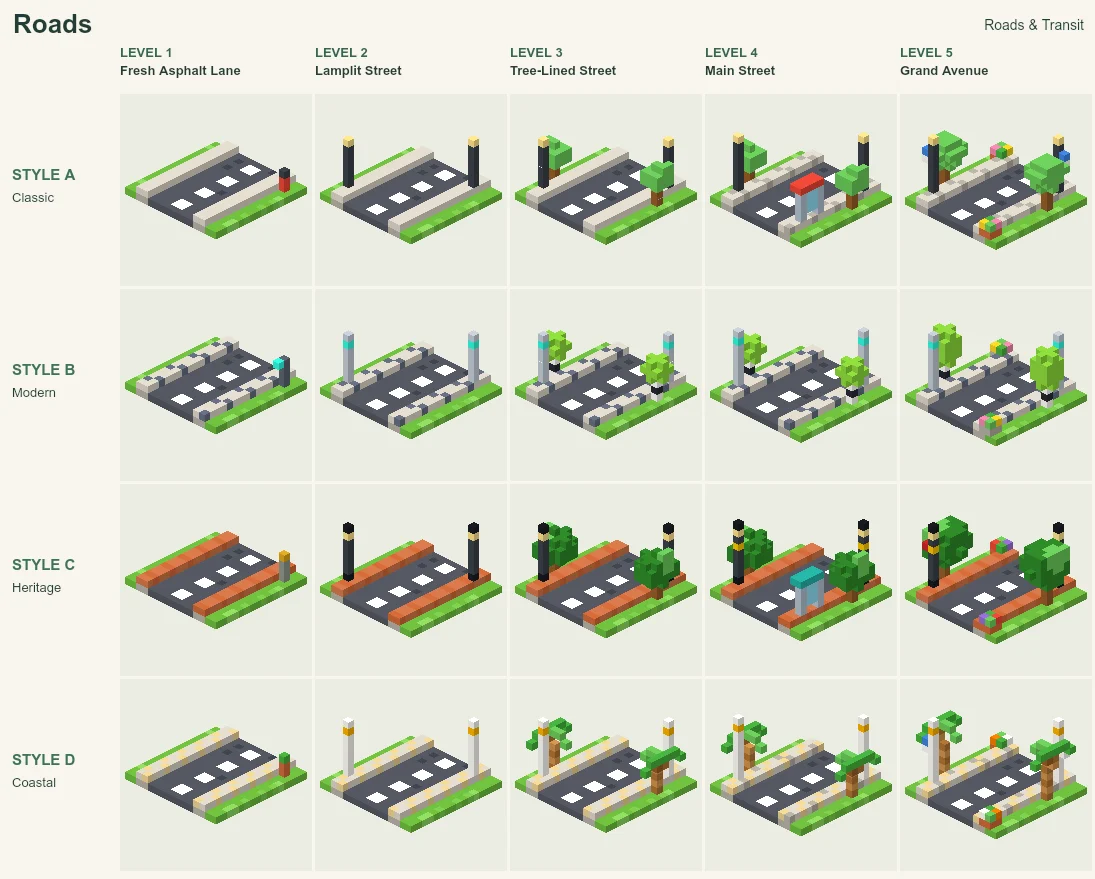 Roads
Roads & Transit
LEVEL 1
Fresh Asphalt Lane
LEVEL 2
Lamplit Street
LEVEL 3
Tree-Lined Street
LEVEL 4
Main Street
LEVEL 5
Grand Avenue
STYLE A
Classic
STYLE B
Modern
STYLE C
Heritage
STYLE D
Coastal